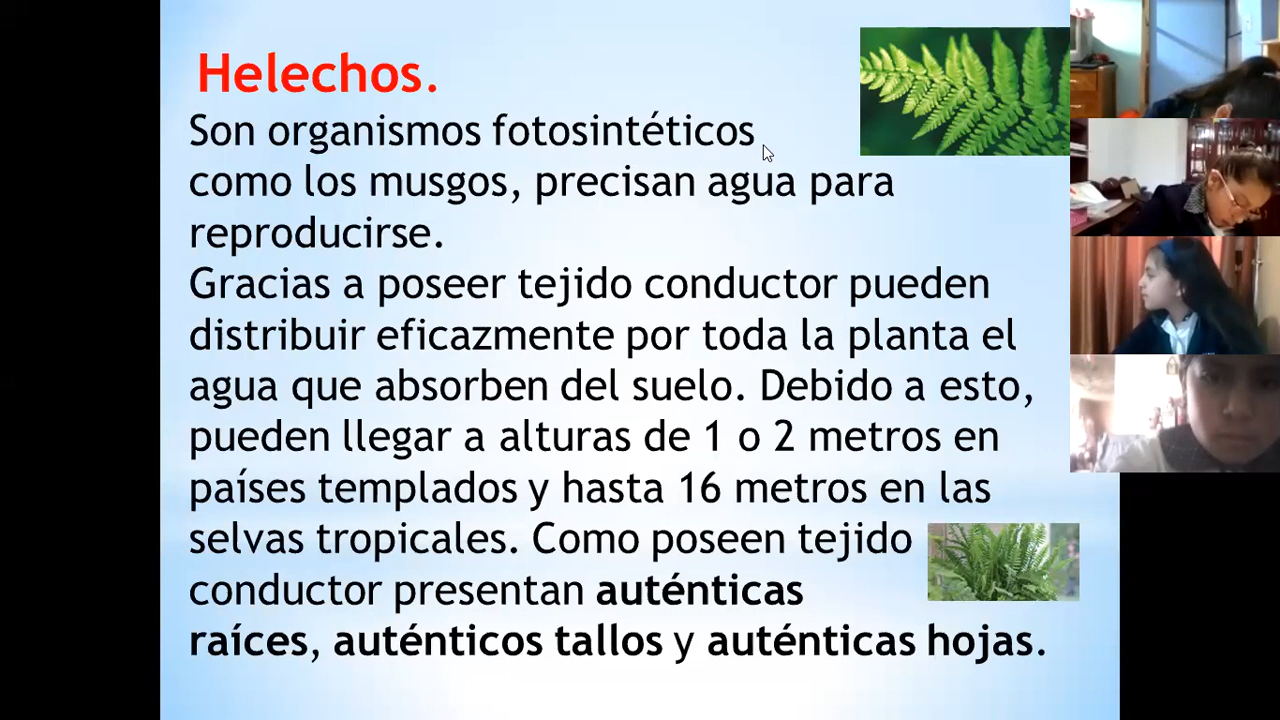 Helechos.
Son organismos fotosintéticos
como los musgos, precisan agua para
reproducirse.
Gracias a poseer tejido conductor pueden
distribuir eficazmente por toda la planta el
agua que absorben del suelo. Debido a esto,
pueden llegar a alturas de 1 o 2 metros en
países templados y hasta 16 metros en las
selvas tropicales. Como poseen tejido
conductor presentan auténticas
raíces, auténticos tallos y auténticas hojas.